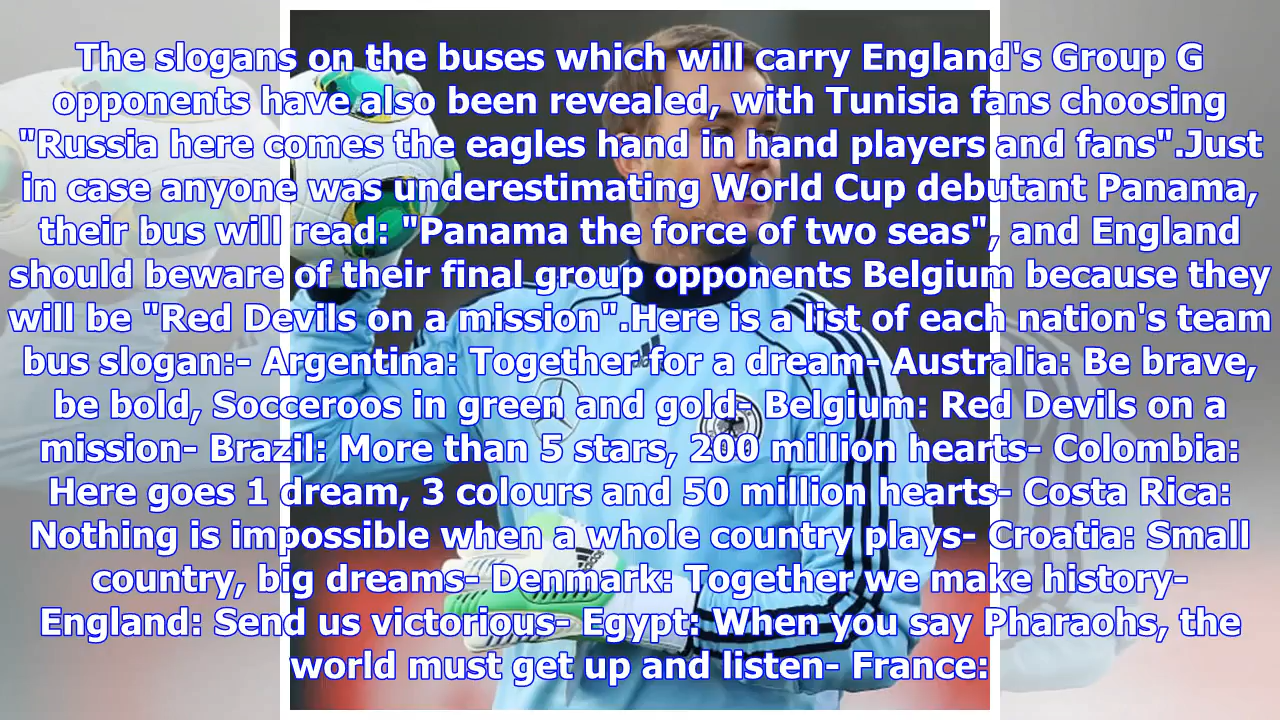 The slogans on the buses which will carry England's Group G
opponents have also been revealed, with Tunisia fans choosing
"Russia here comes the eagles hand in hand players and fans".Just
in case anyone was underestimating World Cup debutant Panama,
their bus will read: "Panama the force of two seas", and England
should beware of their final group opponents Belgium because they
will be "Red Devils on a mission".Here is a list of each nation's team
bus slogan:- Argentina: Together for a dream- Australia: Be brave,
be bold, Socceroos in green and gold- Belgium: Red Devils on a
mission- Brazil: More than 5 stars, 200 million hearts- Colombia:
Here goes 1 dream, 3 colours and 50 million hearts- Costa Rica:
Nothing is impossible when a whole country plays- Croatia: Small
country, big dreams- Denmark: Together we make history-
England: Send us victorious- Egypt: When you say Pharaohs, the
world must get up and listen- France: